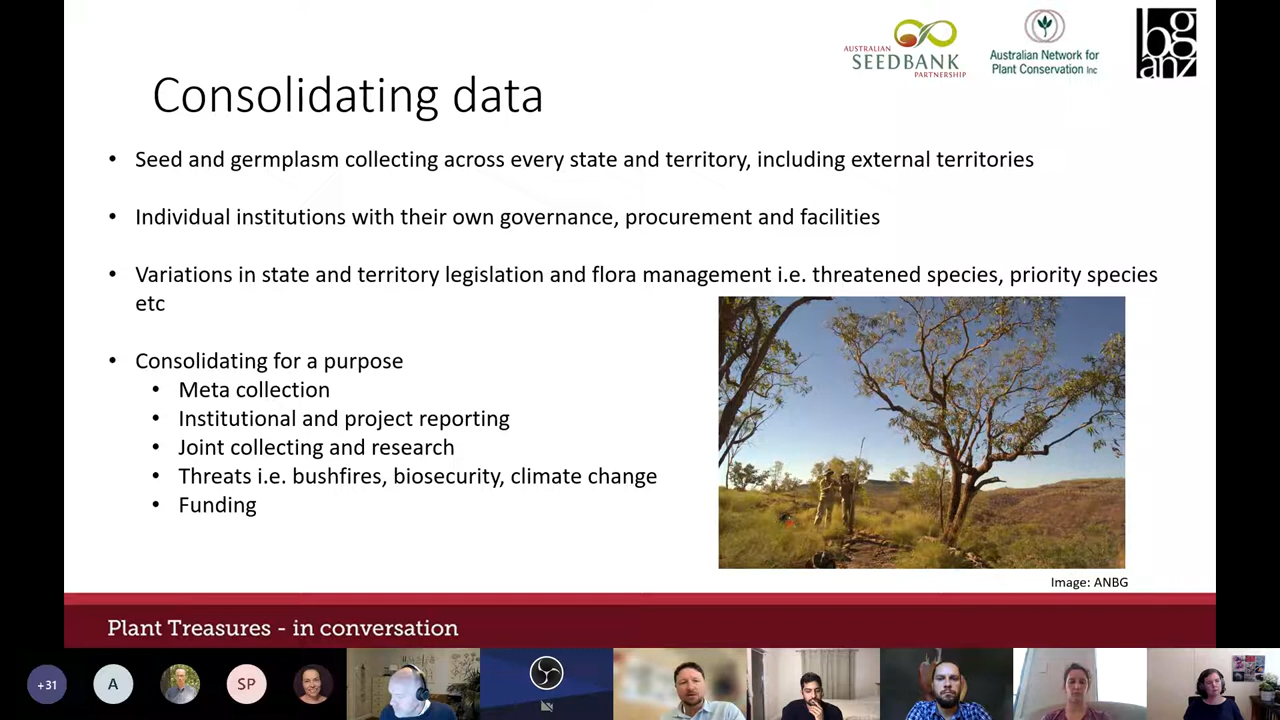 AUSTRALIAN
SEEDBANK
PARTNERSHIP
Australian Network for
Plant Conservation Inc
bg
anz
Consolidating data
• Seed and germplasm collecting across every state and territory, including external territories
• Individual institutions with their own governance, procurement and facilities
• Variations in state and territory legislation and flora management i.e. threatened species, priority species
etc
• Consolidating for a purpose
• Meta collection
• Institutional and project reporting
• Joint collecting and research
• Threats i.e. bushfires, biosecurity, climate change
• Funding
Image: ANBG
Plant Treasures - in conversation
+31
A
SP